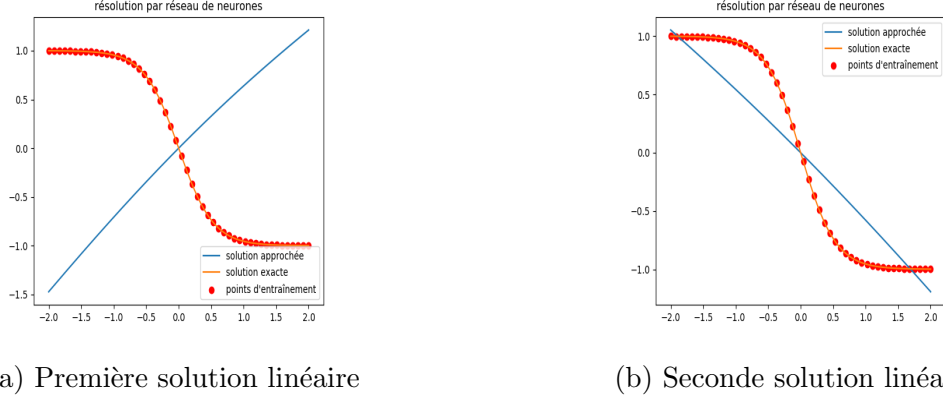 résolution par réseau de neurones
1.0
0.5
0.0
−0.5
−1.0
−1.5
−2.0 −1.5 −1.0 −0.5 0.0 0.5 1.0 1.5 2.0
solution approchée
solution exacte
points d'entraînement
a) Première solution linéaire
résolution par réseau de neurones
1.0
0.5
0.0
−0.5
−1.0
−2.0 −1.5 −1.0 −0.5 0.0 0.5 1.0 1.5 2.0
solution approchée
solution exacte
points d'entraînement
(b) Seconde solution linéa